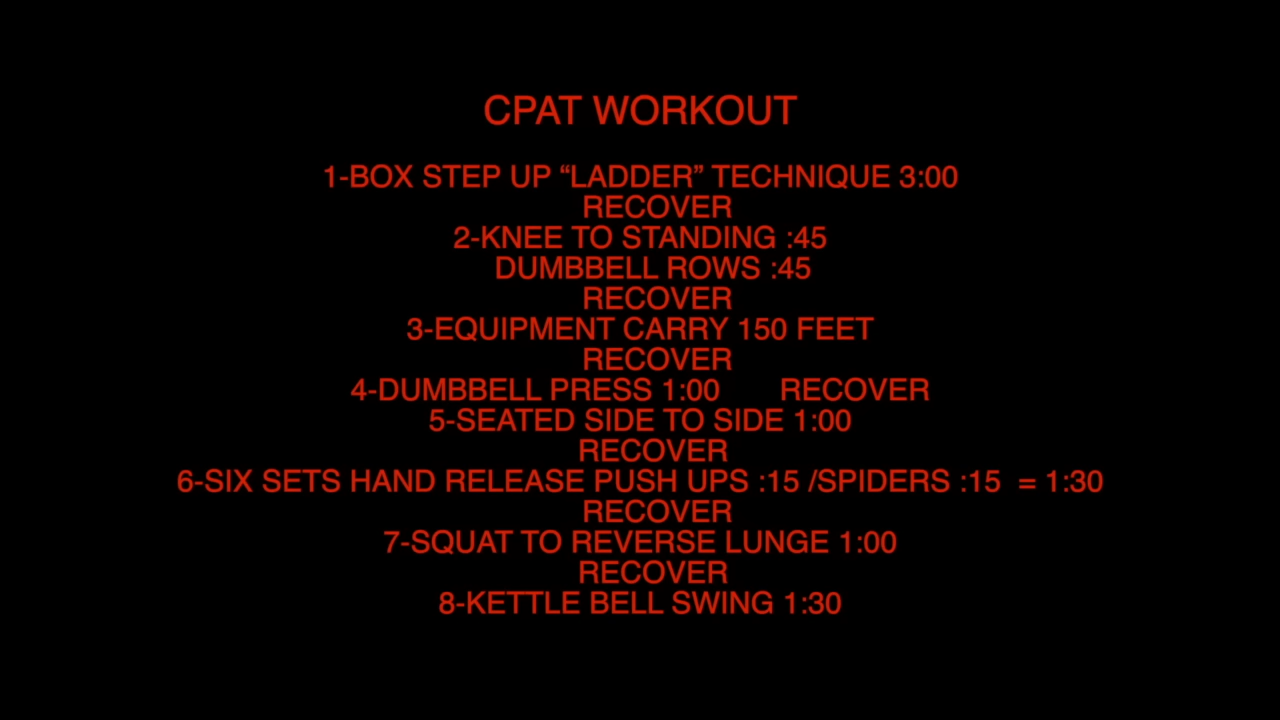 CPAT WORKOUT
1-BOX STEP UP “LADDER” TECHNIQUE 3:00
RECOVER
2-KNEE TO STANDING :45
DUMBBELL ROWS :45
RECOVER
3-EQUIPMENT CARRY 150 FEET
RECOVER
4-DUMBBELL PRESS 1:00 RECOVER
5-SEATED SIDE TO SIDE 1:00
RECOVER
6-SIX SETS HAND RELEASE PUSH UPS :15 /SPIDERS :15 = 1:30
RECOVER
7-SQUAT TO REVERSE LUNGE 1:00
RECOVER
8-KETTLE BELL SWING 1:30